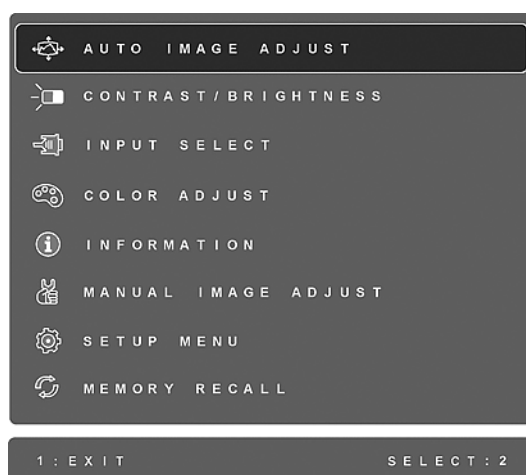 AUTO IMAGE ADJUST
CONTRAST/BRIGHTNESS
INPUT SELECT
COLOR ADJUST
INFORMATION
MANUAL IMAGE ADJUST
SETUP MENU
MEMORY RECALL
1:EXIT SELECT:2